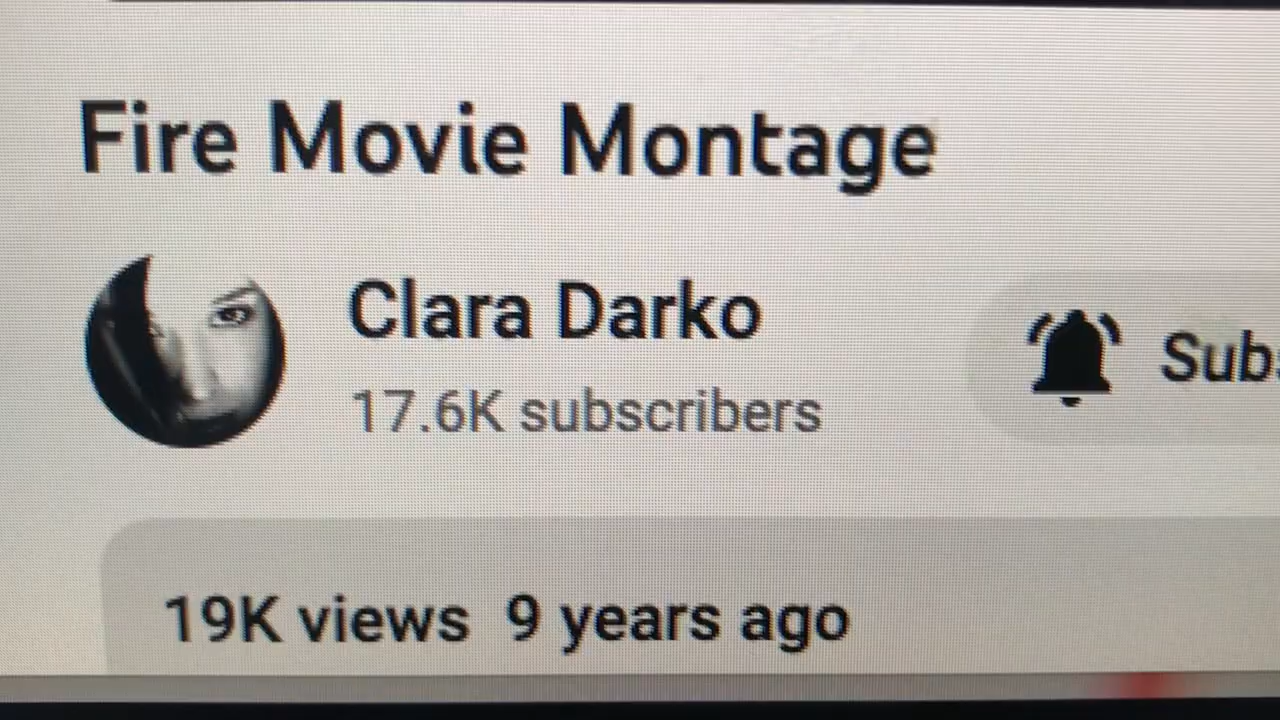 Fire Movie Montage
Clara Darko
17.6K subscribers
19K views 9 years ago